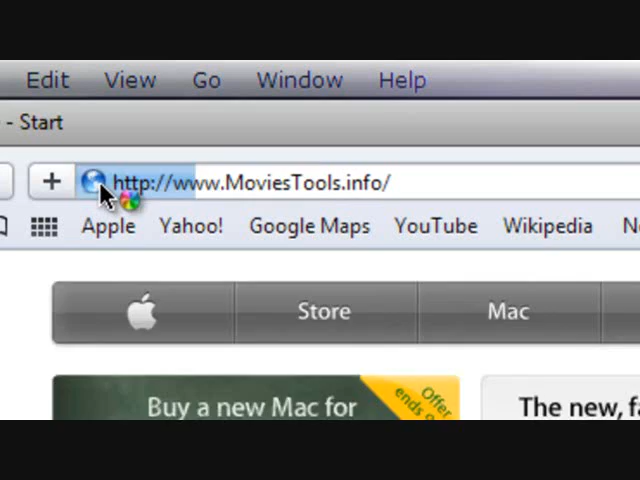 Edit View Go Window Help
- Start
http://www.MoviesTools.info/
Apple Yahoo! Google Maps YouTube Wikipedia
Store Mac
Offer
ends
Buy a new Mac for
The new,